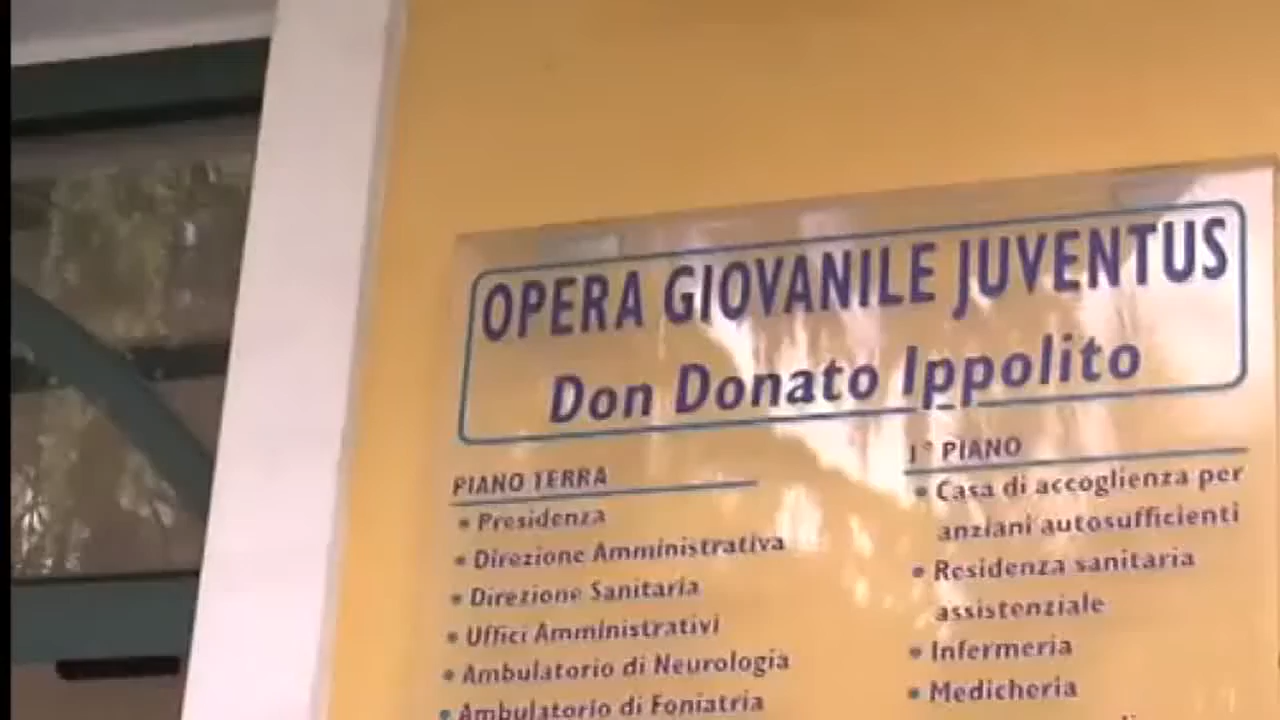 OPERA GIOVANILE JUVENTUS
Don Donato Ippolito
PIANO TERRA
• Presidenza
• Direzione Amministrativa
• Direzione Sanitaria
• Uffici Amministrativi
• Ambulatorio di Neurologia
• Ambulatorio di Foniatria
1° PIANO
• Casa di accoglienza per
anziani autosufficienti
• Residenza sanitaria
assistenziale
• Infermeria
• Medicheria